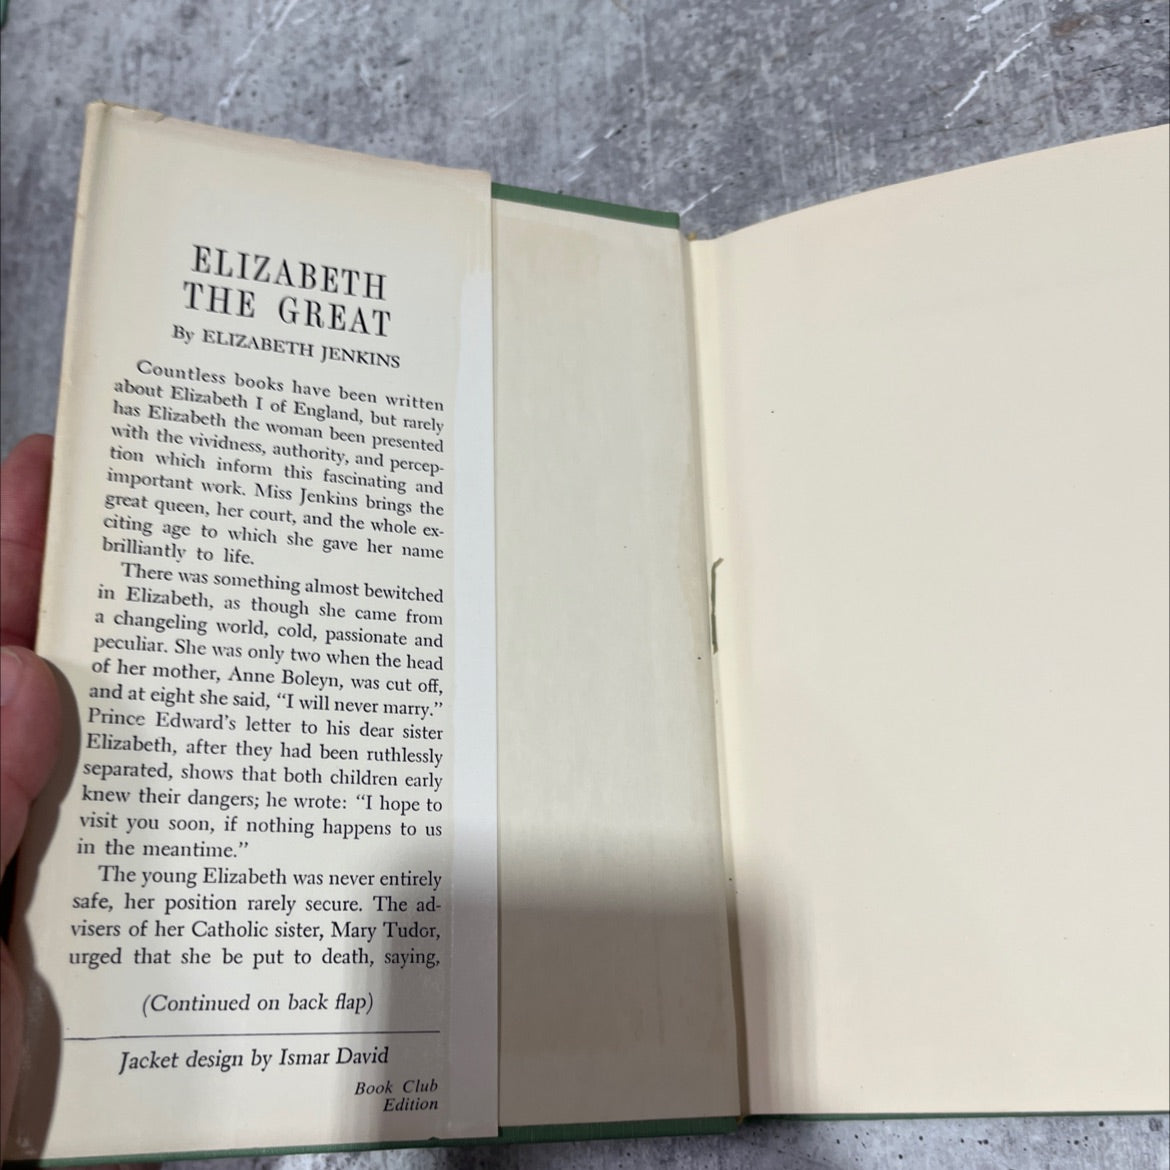 ELIZABETH
THE GREAT
By ELIZABETH JENKINS
Countless books have been written
about Elizabeth I of England, but rarely
has Elizabeth the woman been presented
with the vividness, authority, and percep-
tion which inform this fascinating and
important work. Miss Jenkins brings the
great queen, her court, and the whole ex-
citing age to which she gave her name
brilliantly to life.
There was something almost bewitched
in Elizabeth, as though she came from
a changeling world, cold, passionate and
peculiar. She was only two when the head
of her mother, Anne Boleyn, was cut off,
and at eight she said, “I will never marry.”
Prince Edward’s letter to his dear sister
Elizabeth, after they had been ruthlessly
separated, shows that both children early
knew their dangers; he wrote: “I hope to
visit you soon, if nothing happens to us
in the meantime.”
The young Elizabeth was never entirely
safe, her position rarely secure. The ad-
visers of her Catholic sister, Mary Tudor,
urged that she be put to death, saying,
(Continued on back flap)
Jacket design by Ismar David
Book Club
Edition